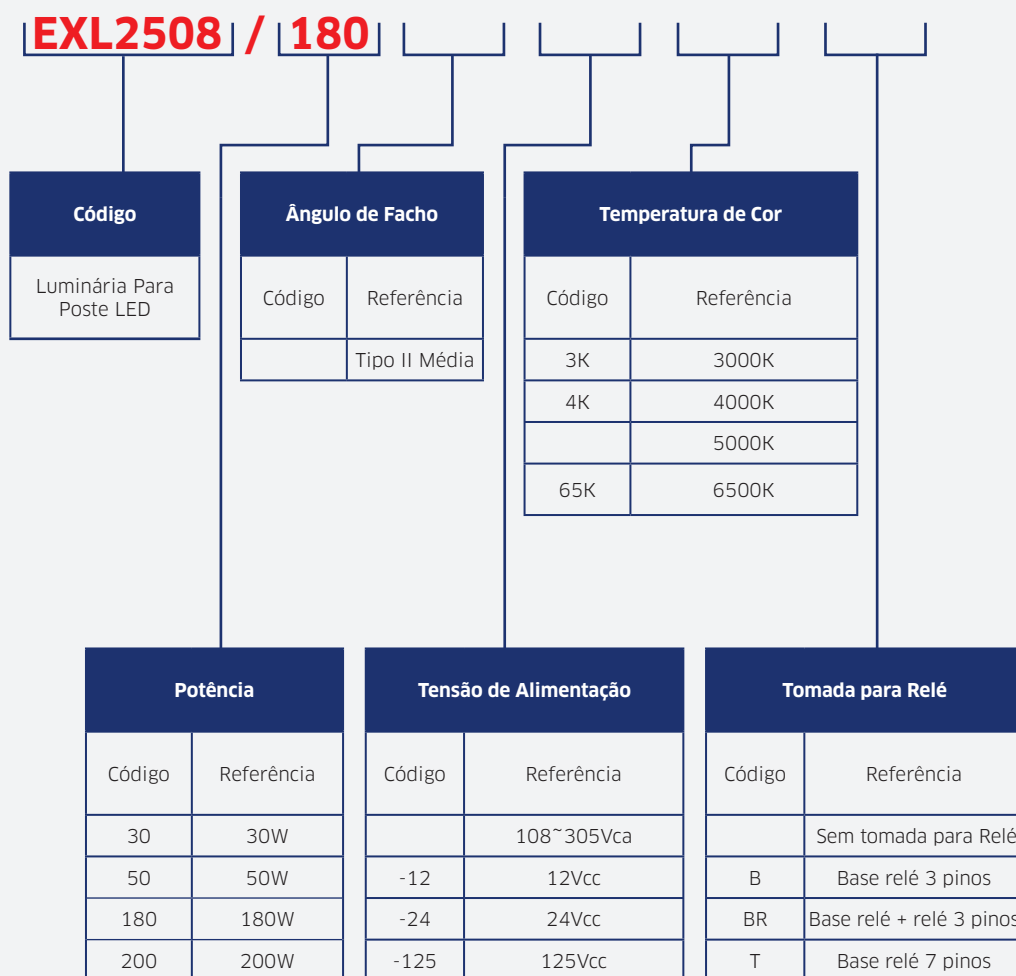 EXL2508 / 180
Código
Luminária Para
Poste LED
Ângulo de Facho
Código Referência
Tipo II Média
Temperatura de Cor
Código Referência
3K 3000K
4K 4000K
5000K
65K 6500K
Potência
Código Referência
30 30W
50 50W
180 180W
200 200W
Tensão de Alimentação
Código Referência
108~305Vca
-12 12Vcc
-24 24Vcc
-125 125Vcc
Tomada para Relé
Código Referência
Sem tomada para Relé
B Base relé 3 pinos
BR Base relé + relé 3 pinos
T Base relé 7 pinos